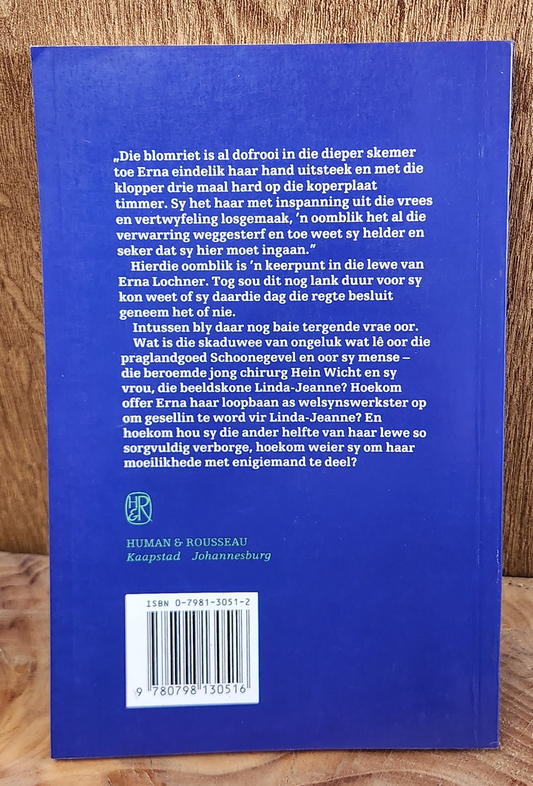 „Die blomriet is al dofrooi in die dieper skemer
toe Erna eindelik haar hand uitsteek en met die
klopper drie maal hard op die koperplaat
timmer. Sy het haar met inspanning uit die vrees
en vertwyfeling losgemaak, ’n oomblik het al die
verwarring weggesterf en toe weet sy helder en
seker dat sy hier moet ingaan.”
Hierdie oomblik is ’n keerpunt in die lewe van
Erna Lochner. Tog sou dit nog lank duur voor sy
kon weet of sy daardie dag die regte besluit
geneem het of nie.
Intussen bly daar nog baie tergende vrae oor.
Wat is die skaduwee van ongeluk wat lê oor die
praglandgoed Schoonegevel en oor sy mense –
die beroemde jong chirurg Hein Wicht en sy
vrou, die beeldskone Linda-Jeanne? Hoekom
offer Erna haar loopbaan as welsynswerkster op
om gesellin te word vir Linda-Jeanne? En
hoekom hou sy die ander helfte van haar lewe so
sorgvuldig verborge, hoekom weier sy om haar
moeilikhede met enigiemand te deel?
H&R
HUMAN & ROUSSEAU
Kaapstad Johannesburg
ISBN 0-7981-3051-2
9 780798 130516